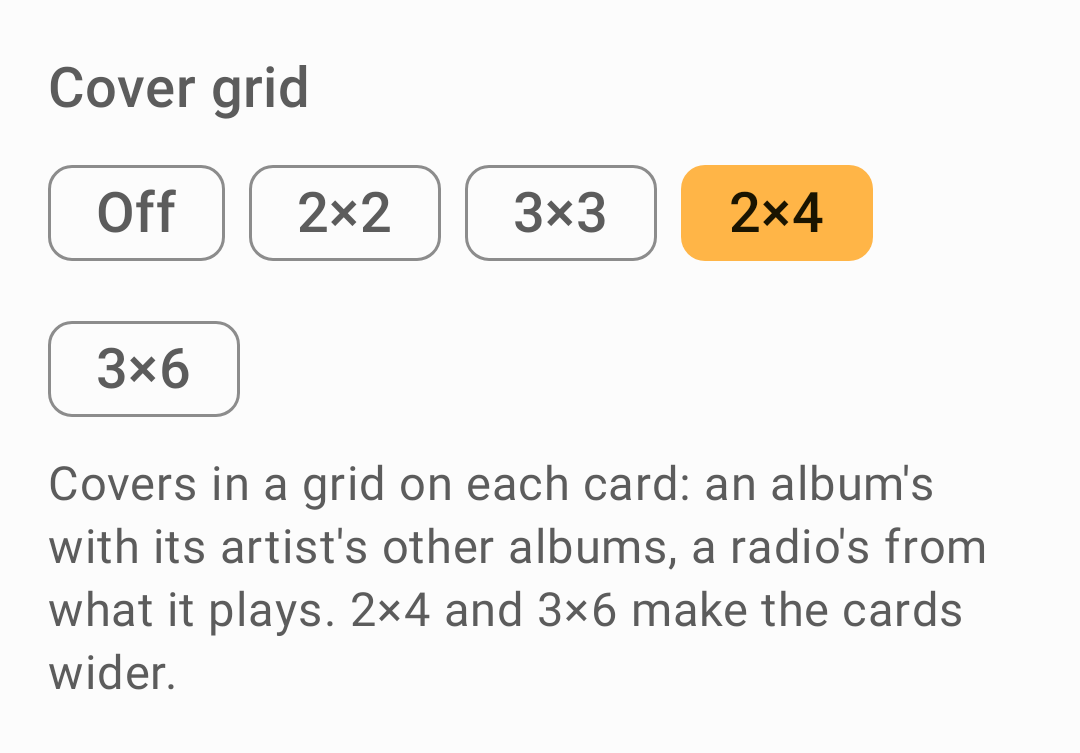 Cover grid
Off 2×2 3×3 2×4
3×6
Covers in a grid on each card: an album's
with its artist's other albums, a radio's from
what it plays. 2×4 and 3×6 make the cards
wider.